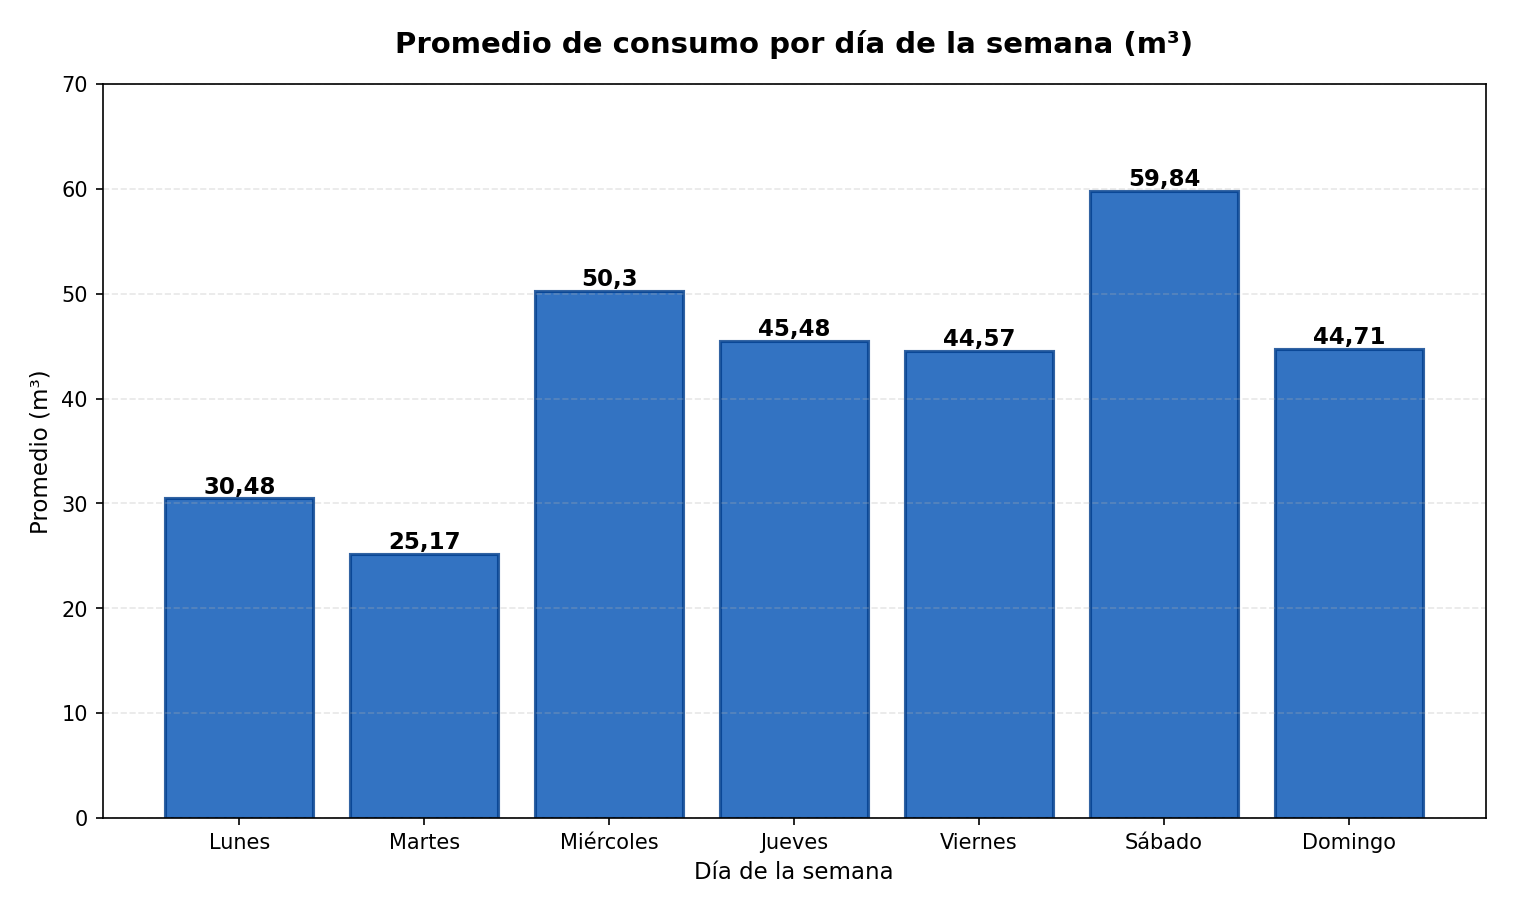 Promedio de consumo por día de la semana (m³)
70
60
50
40
30
20
10
0
Promedio (m³)
30,48
25,17
50,3
45,48
44,57
59,84
44,71
Lunes
Martes
Miércoles
Jueves
Viernes
Sábado
Domingo
Día de la semana